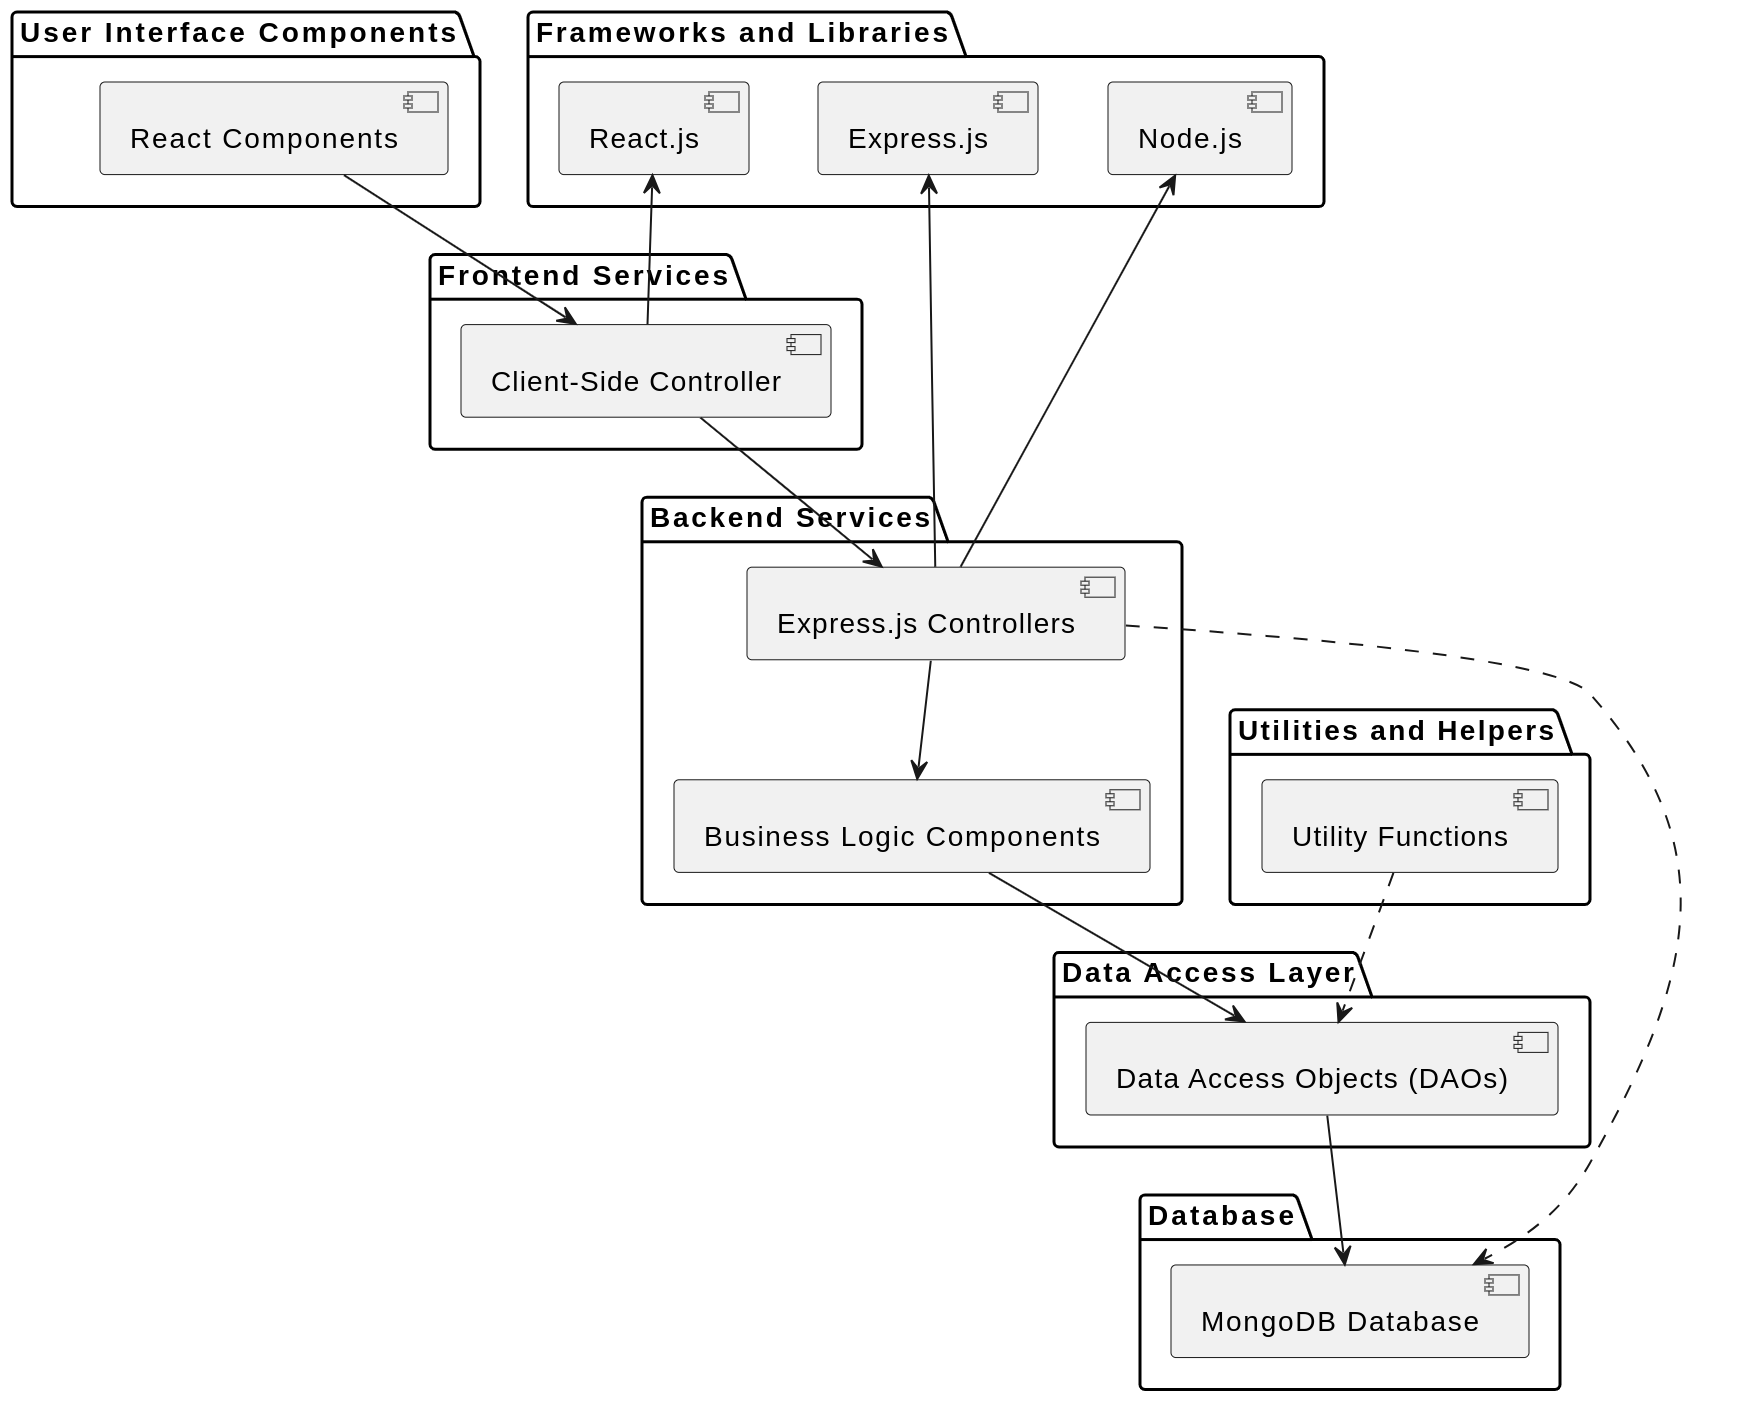 User Interface Components
Frameworks and Libraries
React Components
React.js
Express.js
Node.js
Frontend Services
Client-Side Controller
Backend Services
Express.js Controllers
Utilities and Helpers
Business Logic Components
Utility Functions
Data Access Layer
Data Access Objects (DAOs)
Database
MongoDB Database